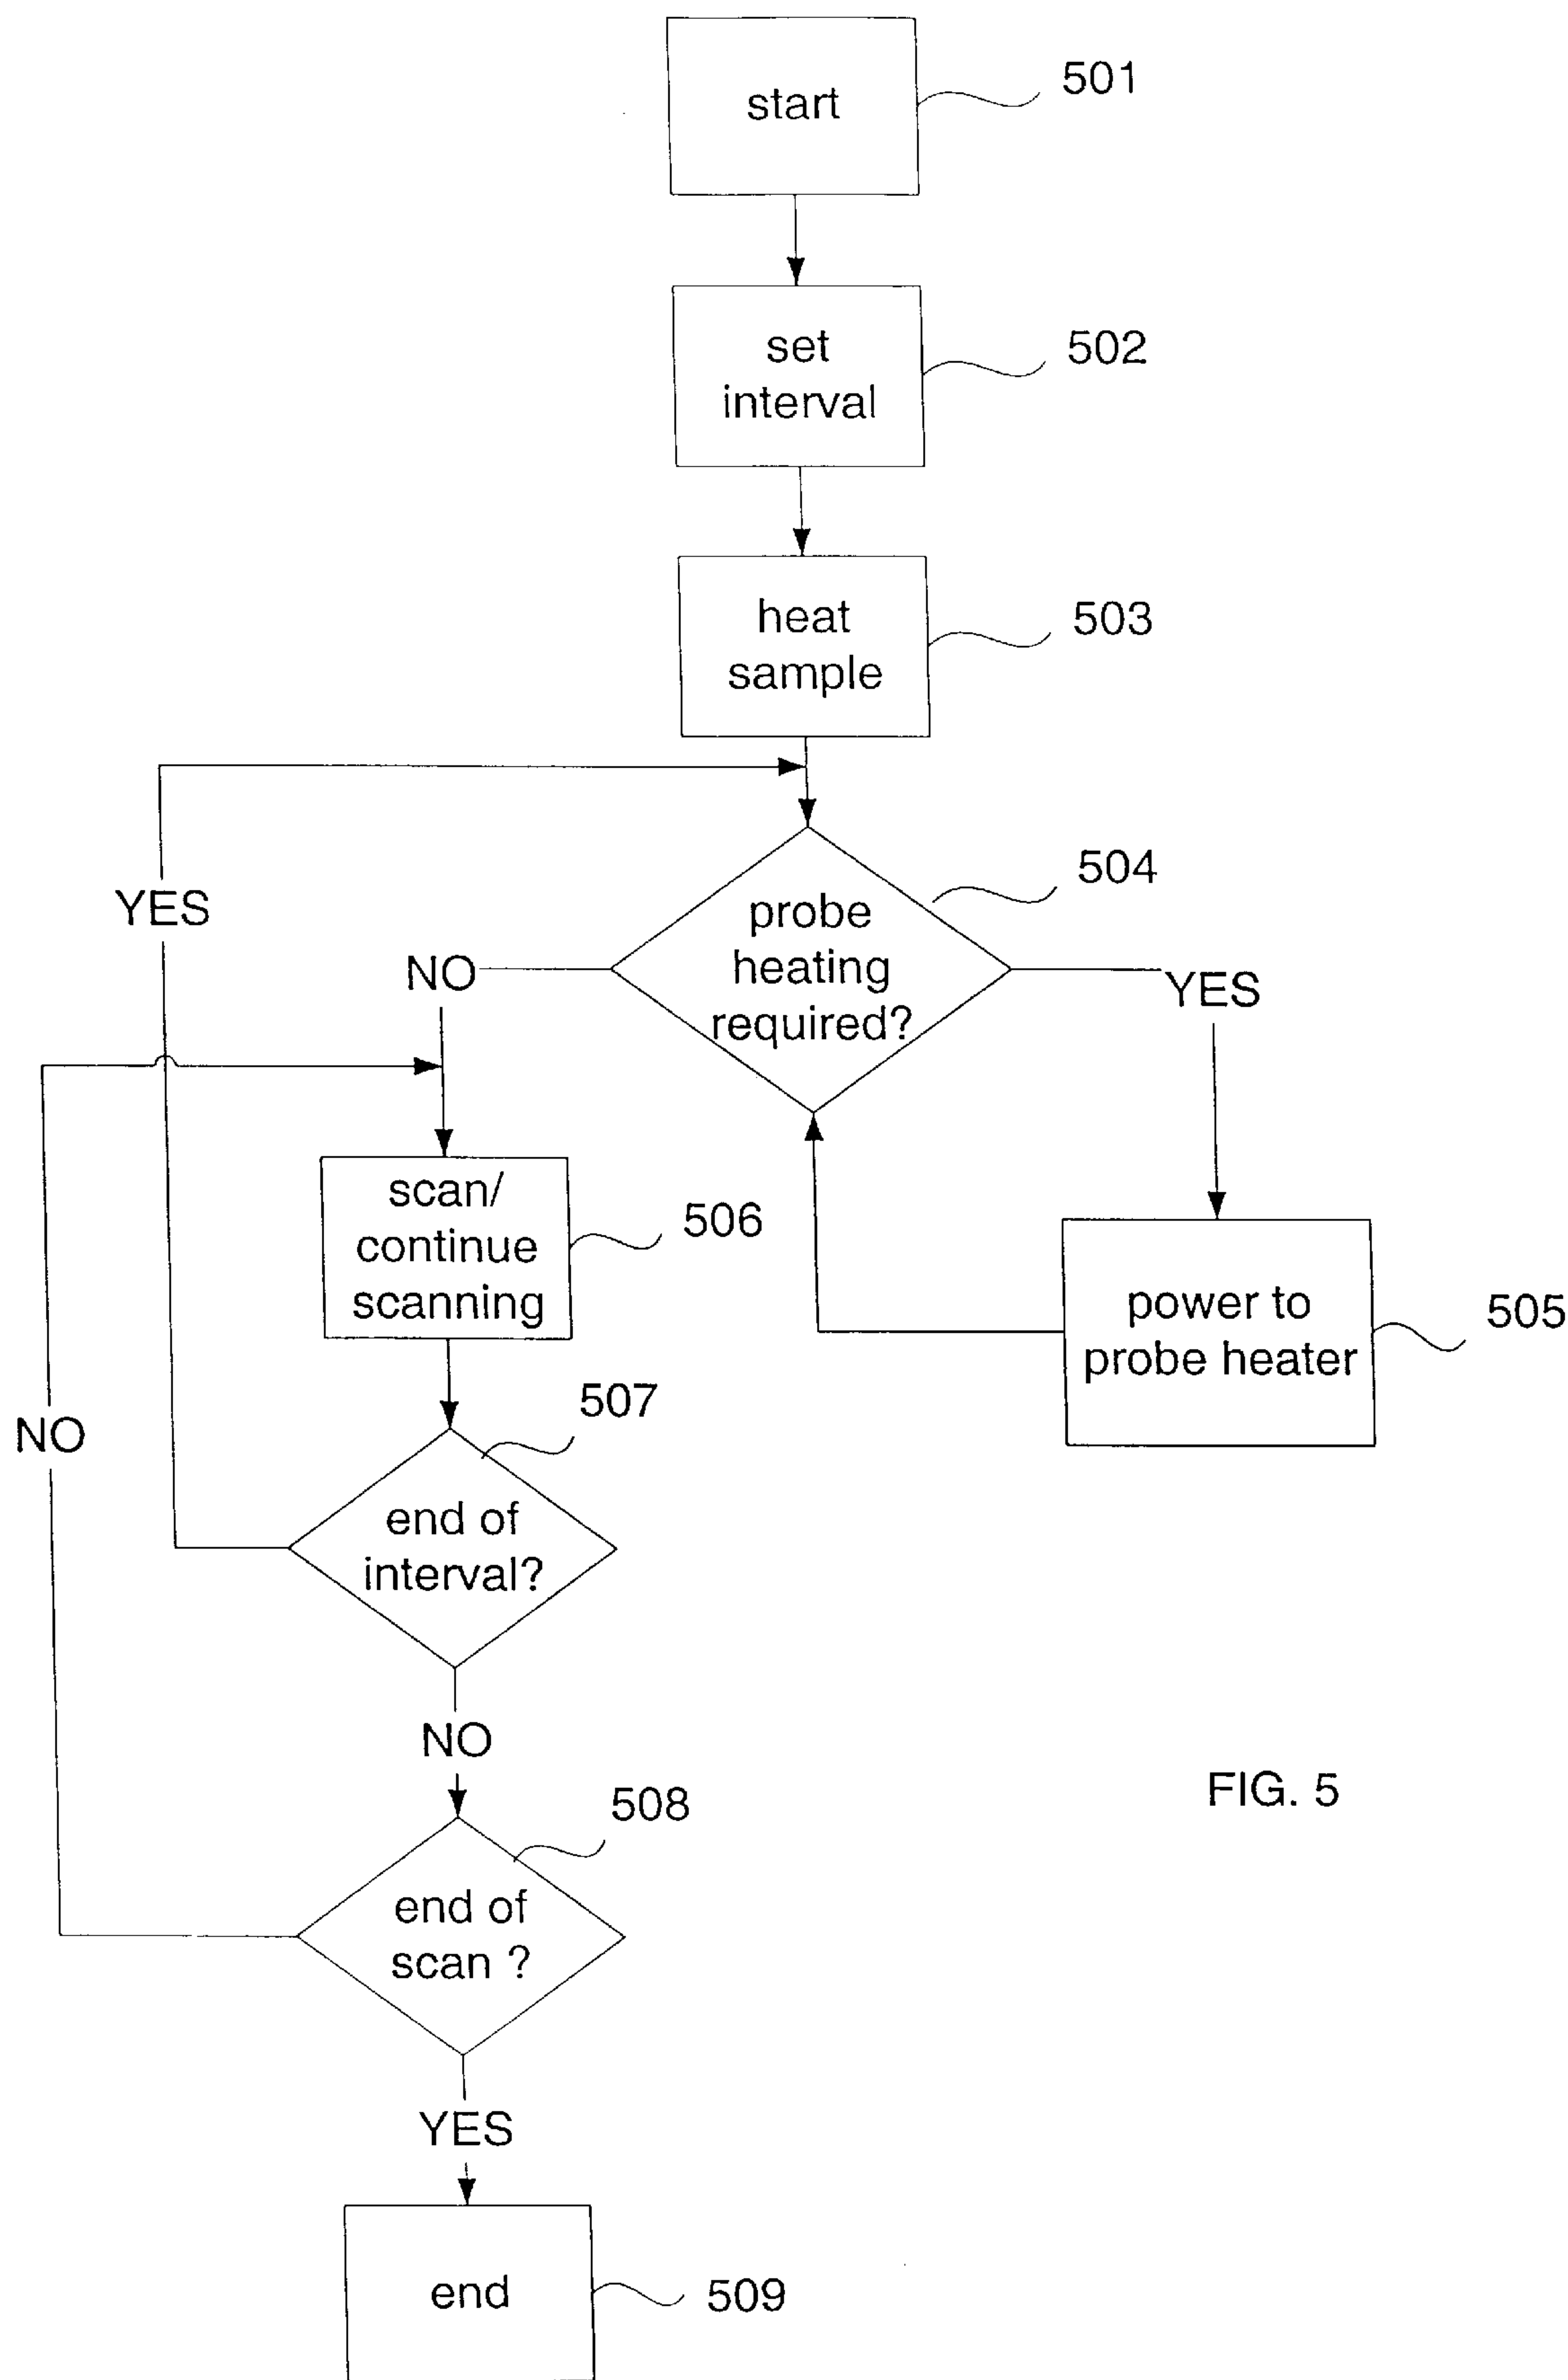 start
501
set
interval
502
heat
sample
503
YES
504
probe
heating
required?
NO
YES
scan/
continue
scanning
506
power to
probe heater
505
NO
507
end of
interval?
NO
508
FIG. 5
end of
scan ?
YES
end
509